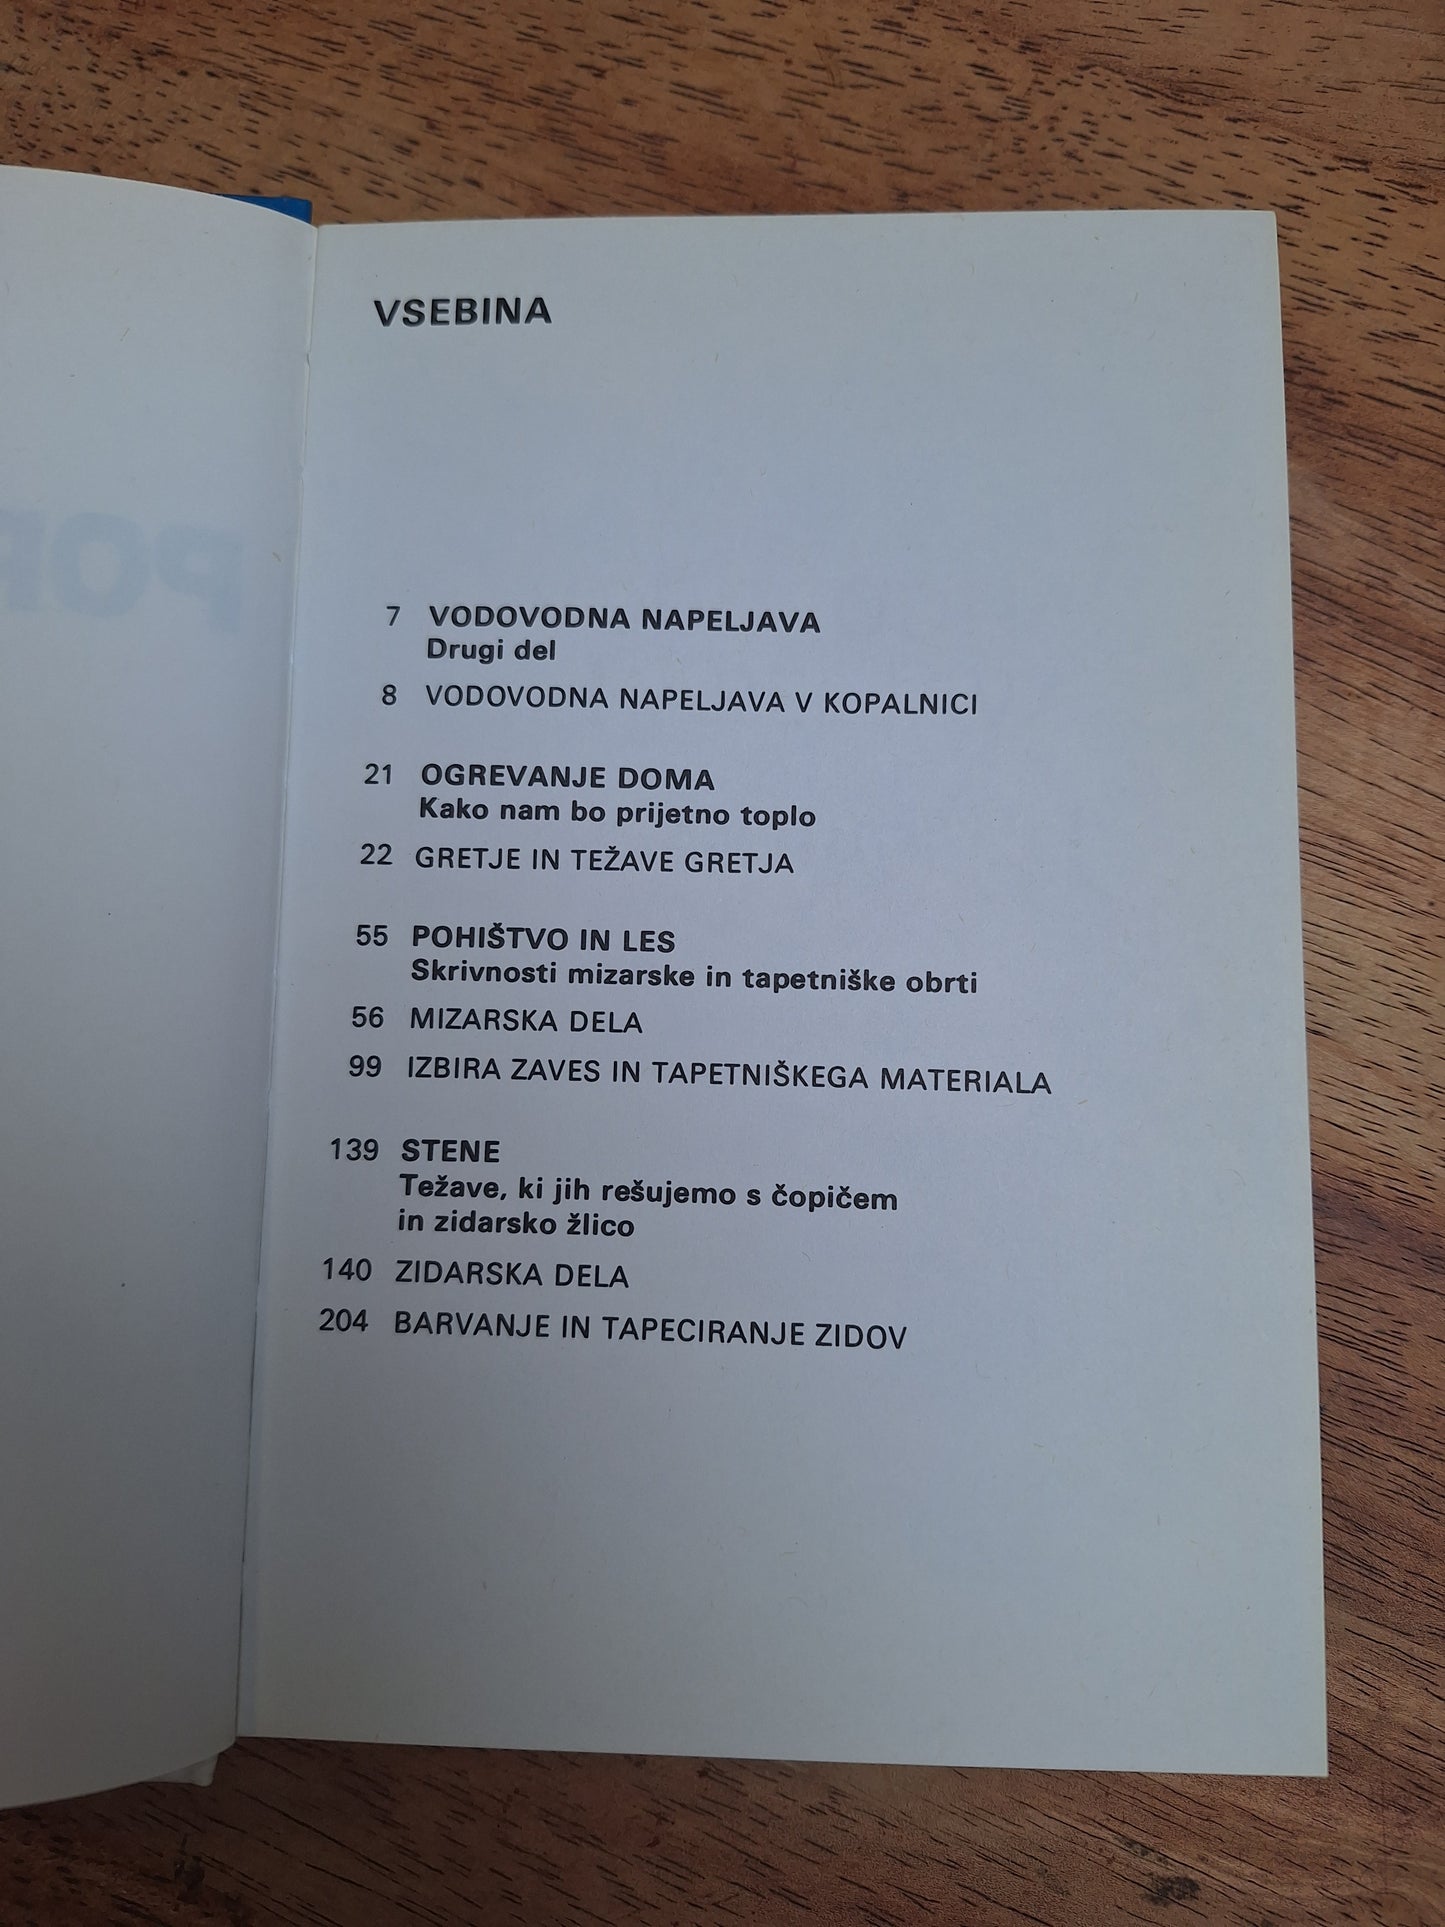 VSEBINA
7 VODOVODNA NAPELJAVA
Drugi del
8 VODOVODNA NAPELJAVA V KOPALNICI
21 OGREVANJE DOMA
Kako nam bo prijetno toplo
22 GRETJE IN TEŽAVE GRETJA
55 POHIŠTVO IN LES
Skrivnosti mizarske in tapetniške obrti
56 MIZARSKA DELA
99 IZBIRA ZAVES IN TAPETNIŠKEGA MATERIALA
139 STENE
Težave, ki jih rešujemo s čopičem
in zidarsko žlico
140 ZIDARSKA DELA
204 BARVANJE IN TAPECIRANJE ZIDOV